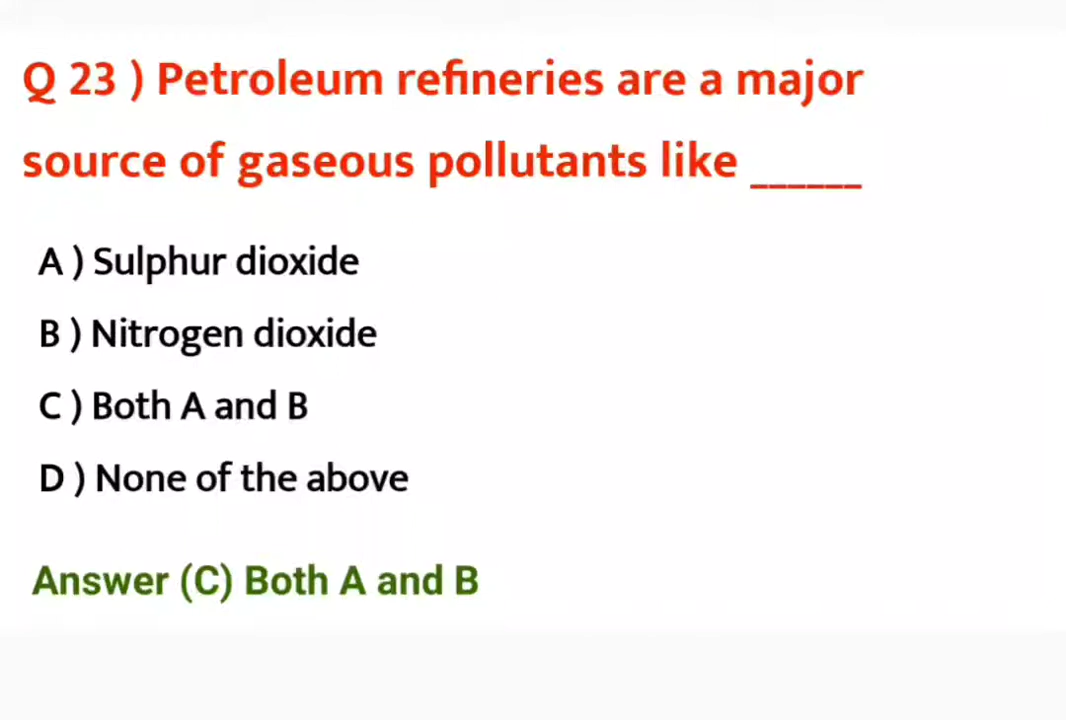 Q 23 ) Petroleum refineries are a major
source of gaseous pollutants like ______
A ) Sulphur dioxide
B ) Nitrogen dioxide
C ) Both A and B
D ) None of the above
Answer (C) Both A and B